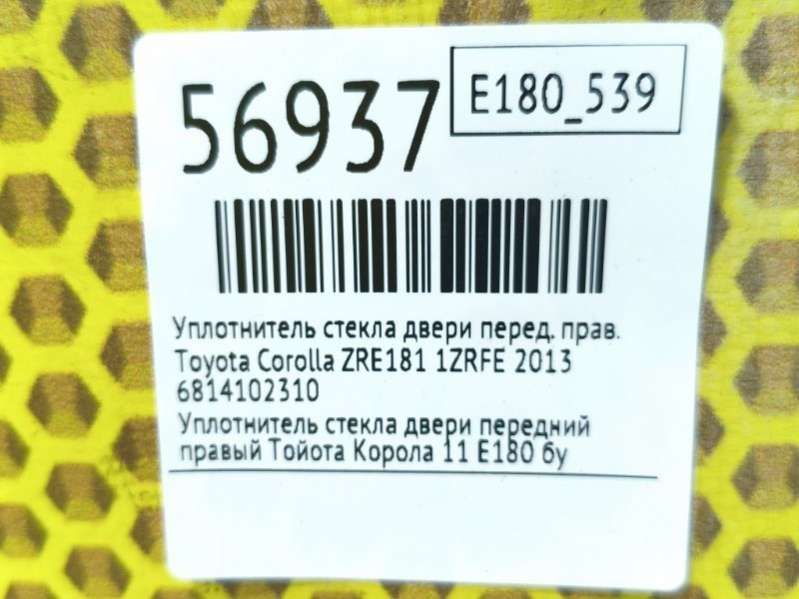 56937
E180_539
Уплотнитель стекла двери перед. прав.
Toyota Corolla ZRE181 1ZRFE 2013
6814102310
Уплотнитель стекла двери передний
правый Тойота Корола 11 E180 бу